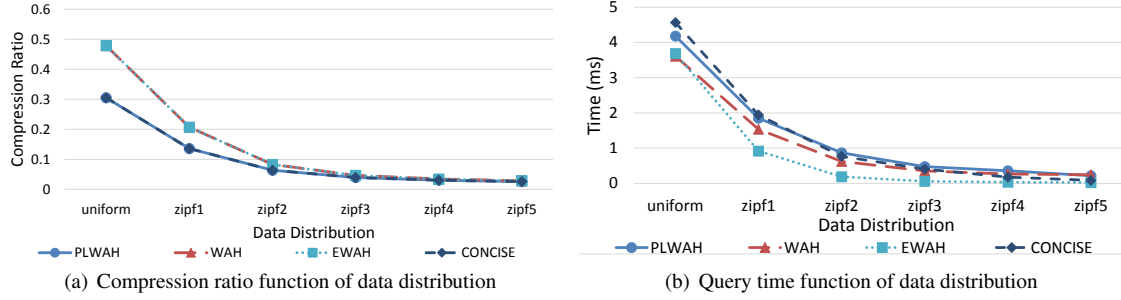 0.6
0.5
0.4
0.3
0.2
0.1
0
Compression Ratio
uniform zipf1 zipf2 zipf3 zipf4 zipf5
Data Distribution
PLWAH WAH EWAH CONCISE
(a) Compression ratio function of data distribution
5
4
3
2
1
0
Time (ms)
uniform zipf1 zipf2 zipf3 zipf4 zipf5
Data Distribution
PLWAH WAH EWAH CONCISE
(b) Query time function of data distribution